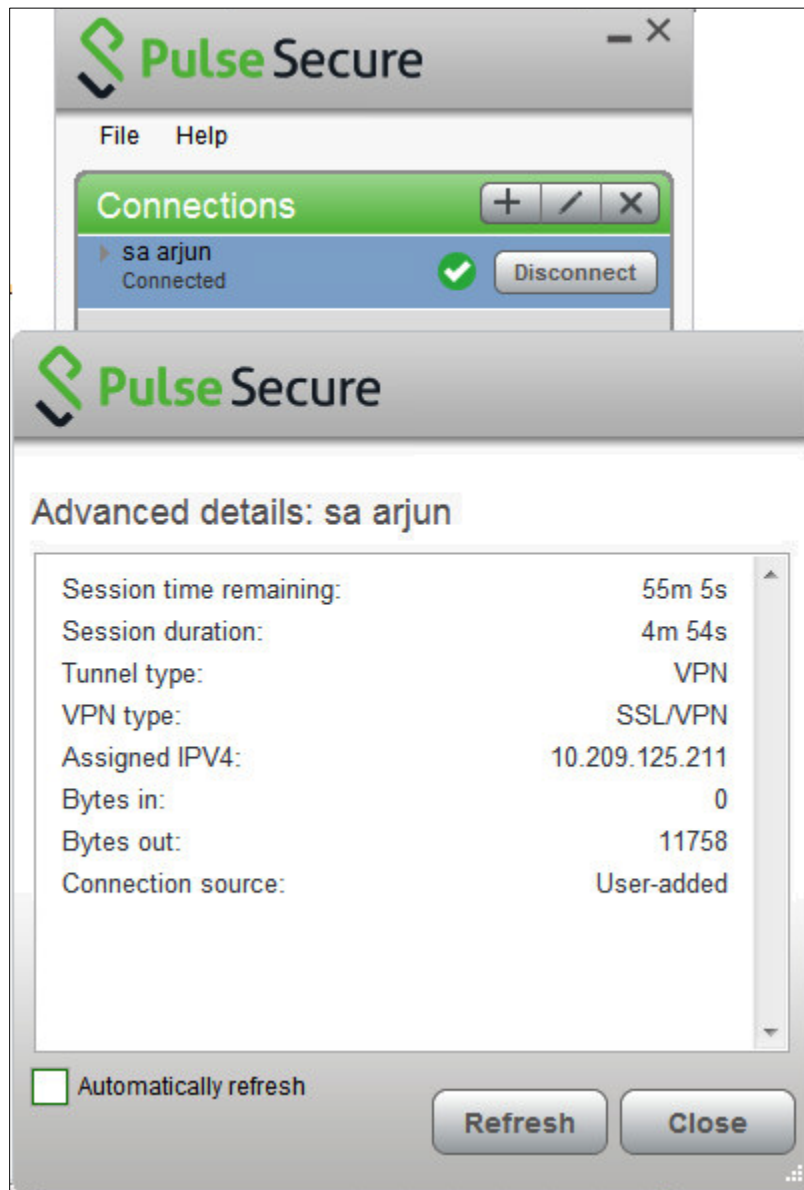 Pulse Secure
File Help
Connections
sa arjun
Connected
Disconnect
Pulse Secure
Advanced details: sa arjun
Session time remaining: 55m 5s
Session duration: 4m 54s
Tunnel type: VPN
VPN type: SSL/VPN
Assigned IPV4: 10.209.125.211
Bytes in: 0
Bytes out: 11758
Connection source: User-added
Automatically refresh
Refresh Close